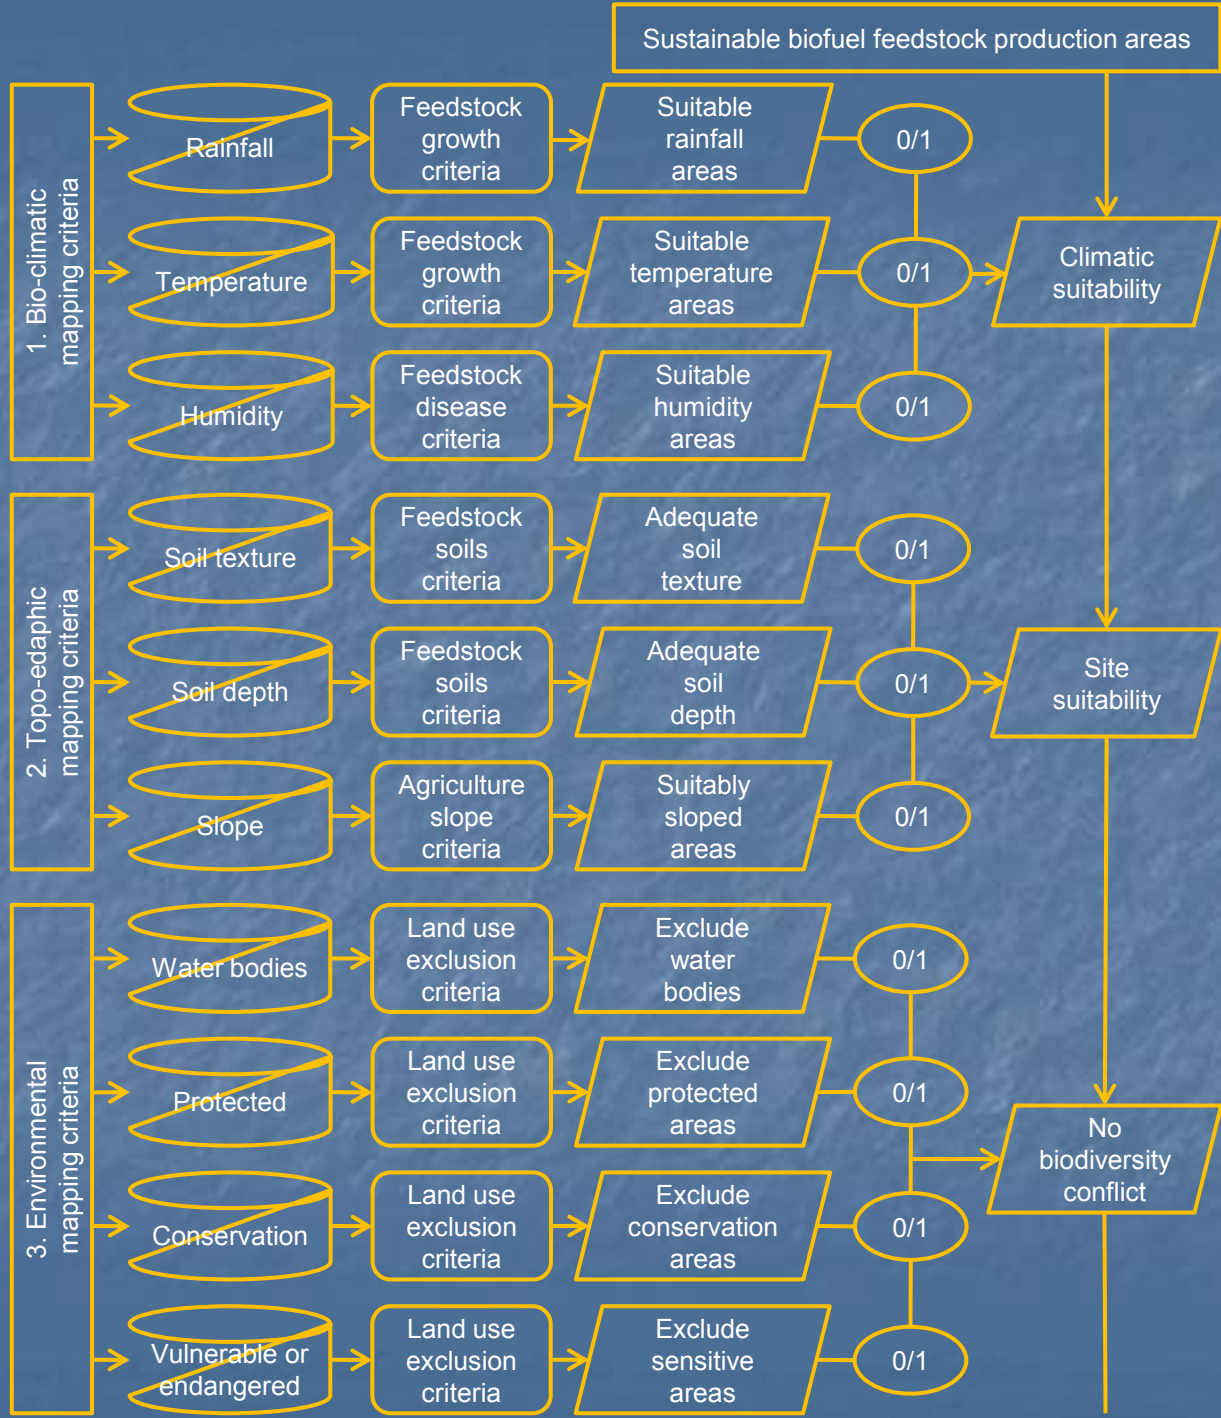 Sustainable biofuel feedstock production areas
1. Bio-climatic
mapping criteria
Rainfall
Feedstock
growth
criteria
Suitable
rainfall
areas
0/1
Temperature
Feedstock
growth
criteria
Suitable
temperature
areas
0/1
Climatic
suitability
Humidity
Feedstock
disease
criteria
Suitable
humidity
areas
0/1
2. Topo-edaphic
mapping criteria
Soil texture
Feedstock
soils
criteria
Adequate
soil
texture
0/1
Soil depth
Feedstock
soils
criteria
Adequate
soil
depth
0/1
Site
suitability
Slope
Agriculture
slope
criteria
Suitably
sloped
areas
0/1
3. Environmental
mapping criteria
Water bodies
Land use
exclusion
criteria
Exclude
water
bodies
0/1
Protected
Land use
exclusion
criteria
Exclude
protected
areas
0/1
No
biodiversity
conflict
Conservation
Land use
exclusion
criteria
Exclude
conservation
areas
0/1
Vulnerable or
endangered
Land use
exclusion
criteria
Exclude
sensitive
areas
0/1